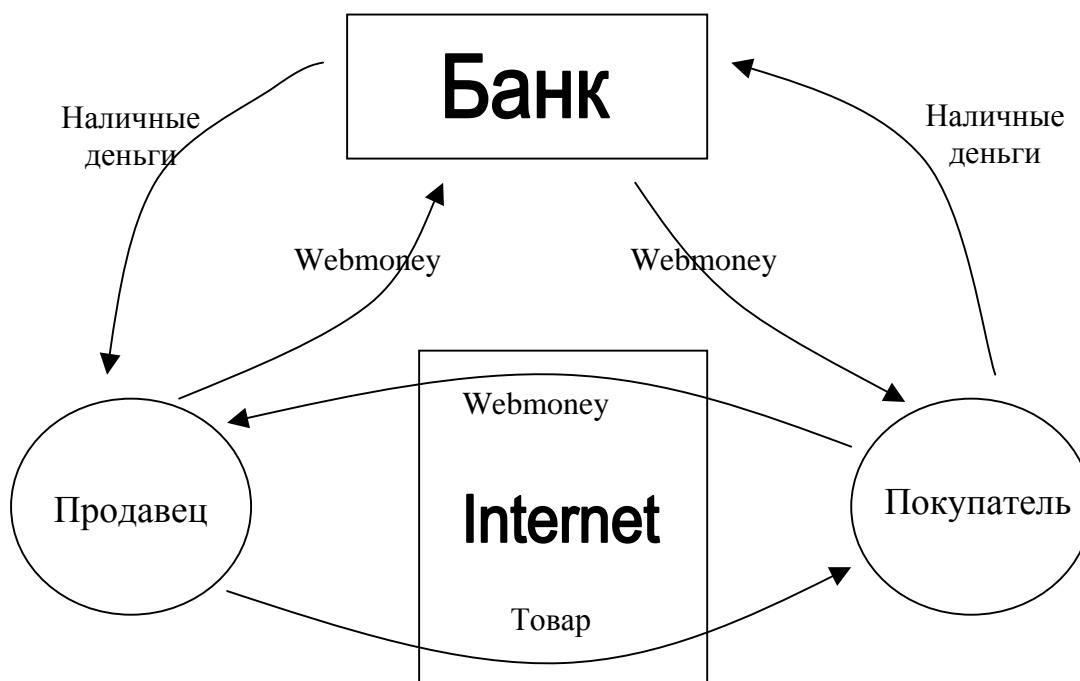 Банк
Наличные
деньги
Наличные
деньги
Webmoney
Webmoney
Webmoney
Продавец
Internet
Покупатель
Товар